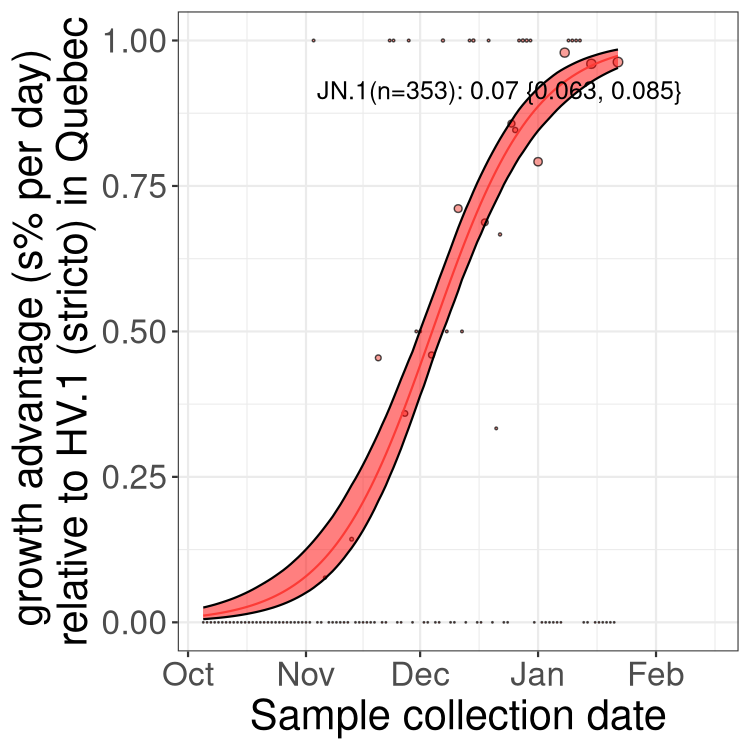 growth advantage (s% per day)
relative to HV.1 (stricto) in Quebec
1.00
0.75
0.50
0.25
0.00
JN.1(n=353): 0.07 {0.063, 0.085}
Oct Nov Dec Jan Feb
Sample collection date